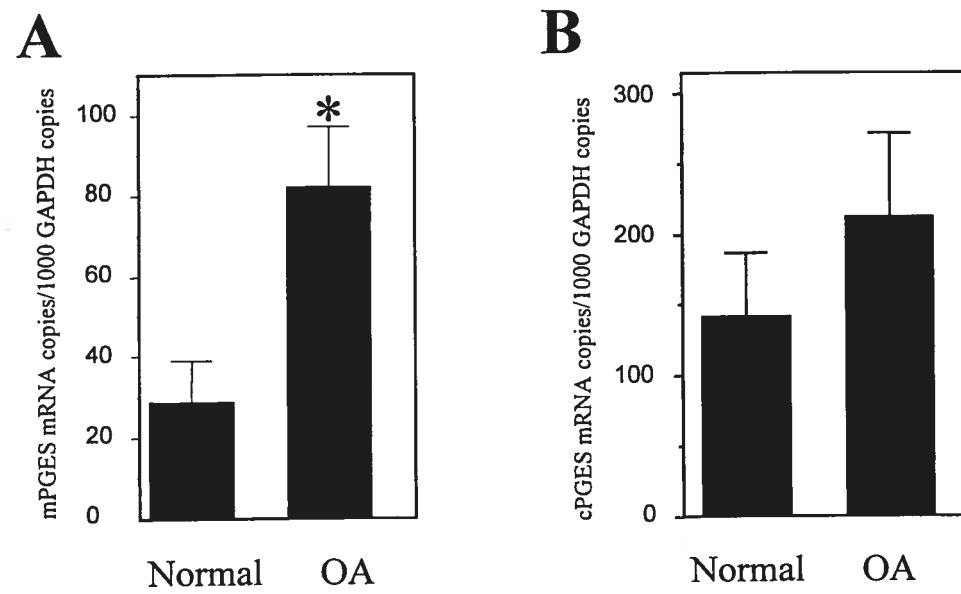 A
mPGES mRNA copies/1000 GAPDH copies
100
80
60
40
20
0
*
Normal OA
B
cPGES mRNA copies/1000 GAPDH copies
300
200
100
0
Normal OA